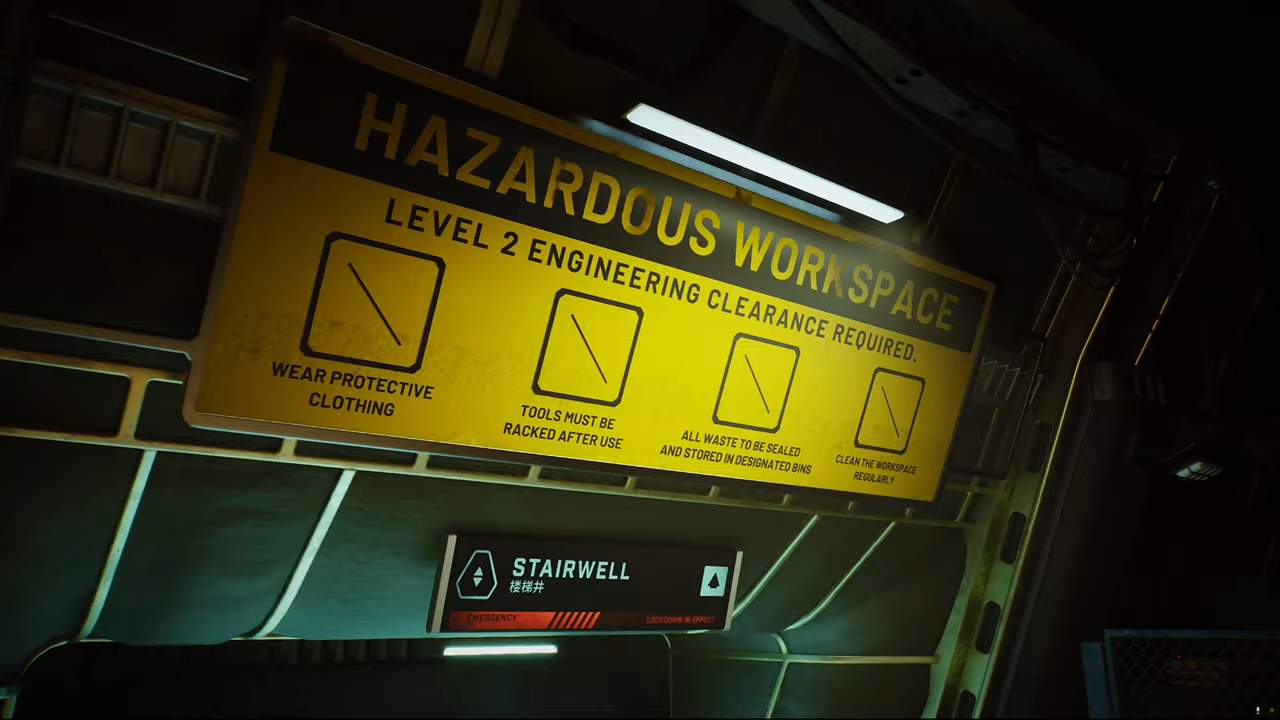 HAZARDOUS WORKSPACE
LEVEL 2 ENGINEERING CLEARANCE REQUIRED.
WEAR PROTECTIVE
CLOTHING
TOOLS MUST BE
RACKED AFTER USE
ALL WASTE TO BE SEALED
AND STORED IN DESIGNATED BINS
CLEAN THE WORKSPACE
REGULARLY
STAIRWELL
楼梯井
EMERGENCY
LOCKDOWN IN EFFECT